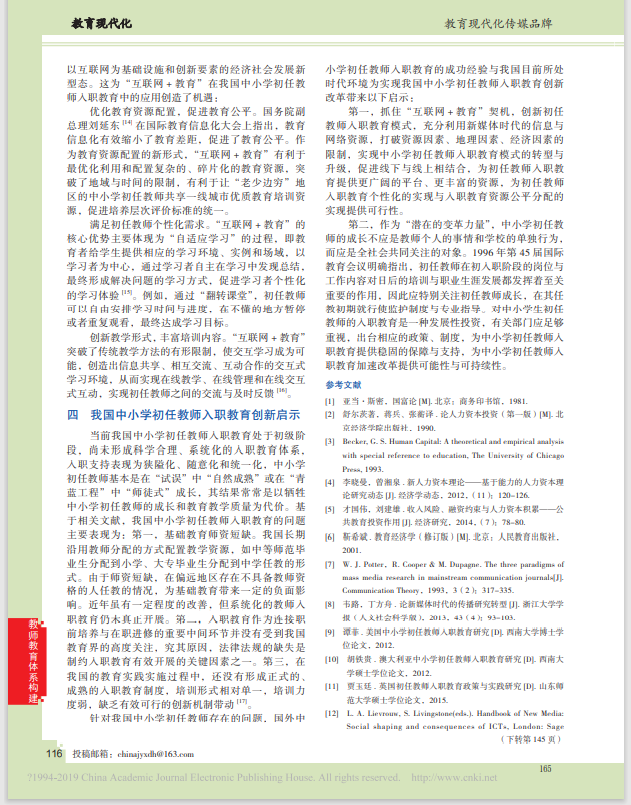 教育现代化
教育现代化传媒品牌
以互联网为基础设施和创新要素的经济社会发展新
型态。这为“互联网+教育”在我国中小学初任教
师入职教育中的应用创造了机遇：
优化教育资源配置，促进教育公平。国务院副
总理刘延东[14]在国际教育信息化大会上指出，教育
信息化有效缩小了教育差距，促进了教育公平。作
为教育资源配置的新形式，“互联网+教育”有利于
最优化利用和配置复杂的、碎片化的教育资源，突
破了地域与时间的限制，有利于让“老少边穷”地
区的中小学初任教师共享一线城市优质教育培训资
源，促进培养层次评价标准的统一。
满足初任教师个性化需求。“互联网+教育”的
核心优势主要体现为“自适应学习”的过程，即教
育者给学生提供相应的学习环境、实例和场域，以
学习者为中心，通过学习者自主在学习中发现总结，
最终形成解决问题的学习方式，促进学习者个性化
的学习体验[15]。例如，通过“翻转课堂”，初任教师
可以自由安排学习时间与进度，在不懂的地方暂停
或者重复观看，最终达成学习目标。
创新教学形式，丰富培训内容。“互联网+教育”
突破了传统教学方法的有形限制，使交互学习成为可
能，创造出信息共享、相互交流、互动合作的交互式
学习环境，从而实现在线教学、在线管理和在线交互
式互动，实现初任教师之间的交流与及时反馈[16]。
四 我国中小学初任教师入职教育创新启示
当前我国中小学初任教师入职教育处于初级阶
段，尚未形成科学合理、系统化的入职教育体系，
入职支持表现为狭隘化、随意化和统一化，中小学
初任教师基本是在“试误”中“自然成熟”或在“青
蓝工程”中“师徒式”成长，其结果常常是以牺牲
中小学初任教师的成长和教育教学质量为代价。基
于相关文献，我国中小学初任教师入职教育的问题
主要表现为：第一，基础教育师资短缺。我国长期
沿用教师分配的方式配置教学资源，如中等师范毕
业生分配到小学、大专毕业生分配到中学任教的形
式。由于师资短缺，在偏远地区存在不具备教师资
格的人任教的情况，为基础教育带来一定的负面影
响。近年虽有一定程度的改善，但系统化的教师入
职教育仍未真正开展。第二，入职教育作为连接职
前培养与在职进修的重要中间环节并没有受到我国
教育界的高度关注，究其原因，法律法规的缺失是
制约入职教育有效开展的关键因素之一。第三，在
我国的教育实践实施过程中，还没有形成正式的、
成熟的入职教育制度，培训形式相对单一，培训力
度弱，缺乏有效可行的创新机制带动[17]。
针对我国中小学初任教师存在的问题，国外中
小学初任教师入职教育的成功经验与我国目前所处
时代环境为实现我国中小学初任教师入职教育创新
改革带来以下启示：
第一，抓住“互联网+教育”契机，创新初任
教师入职教育模式，充分利用新媒体时代的信息与
网络资源，打破资源因素、地理因素、经济因素的
限制，实现中小学初任教师入职教育模式的转型与
升级，促进线下与线上相结合，为初任教师入职教
育提供更广阔的平台、更丰富的资源，为初任教师
入职教育个性化的实现与入职教育资源公平分配的
实现提供可行性。
第二，作为“潜在的变革力量”，中小学初任教
师的成长不应是教师个人的事情和学校的单独行为，
而应是全社会共同关注的对象。1996 年第 45 届国际
教育会议明确指出，初任教师在初入职阶段的岗位与
工作内容对日后的培训与职业生涯发展都发挥着至关
重要的作用，因此应特别关注初任教师成长，在其任
教初期就行使监护制度与专业指导。对中小学生初任
教师的入职教育是一种发展性投资，有关部门应足够
重视，出台相应的政策、制度，为中小学初任教师入
职教育提供稳固的保障与支持，为中小学初任教师入
职教育加速改革提供可能性与可持续性。
参考文献
[1] 亚当·斯密，国富论[M]. 北京：商务印书馆，1981.
[2] 舒尔茨著，蒋兵，张蘅译．论人力资本投资（第一版）[M]. 北
京经济学院出版社，1990.
[3] Becker, G. S. Human Capital: A theoretical and empirical analysis
with special reference to education, The University of Chicago
Press, 1993.
[4] 李晓曼，曾湘泉．新人力资本理论——基于能力的人力资本理
论研究动态[J]. 经济学动态，2012，（11）：120-126.
[5] 才国伟，刘建雄．收入风险、融资约束与人力资本积累——公
共教育投资作用[J]. 经济研究，2014，（7）：78-80.
[6] 靳希斌．教育经济学（修订版）[M]. 北京：人民教育出版社，
2001.
[7] W. J. Potter，R. Cooper & M. Dupagne. The three paradigms of
mass media research in mainstream communication journals[J].
Communication Theory，1993，3（2）：317-335.
[8] 韦路，丁方舟．论新媒体时代的传播研究转型[J]. 浙江大学学
报（人文社会科学版），2013，43（4）：93-103.
[9] 谭菲．美国中小学初任教师入职教育研究[D]. 西南大学博士学
位论文，2012.
[10] 胡铁贵．澳大利亚中小学初任教师入职教育研究[D]. 西南大
学硕士学位论文，2012.
[11] 贾玉廷．英国初任教师入职教育政策与实践研究[D]. 山东师
范大学硕士学位论文，2015.
[12] L. A. Lievrouw, S. Livingstone(eds.). Handbook of New Media:
Social shaping and consequences of ICTs, London: Sage
（下转第 145 页）
教师教育体系构建
116 投稿邮箱：chinajyxdh@163.com
165
?1994-2019 China Academic Journal Electronic Publishing House. All rights reserved. http://www.cnki.net